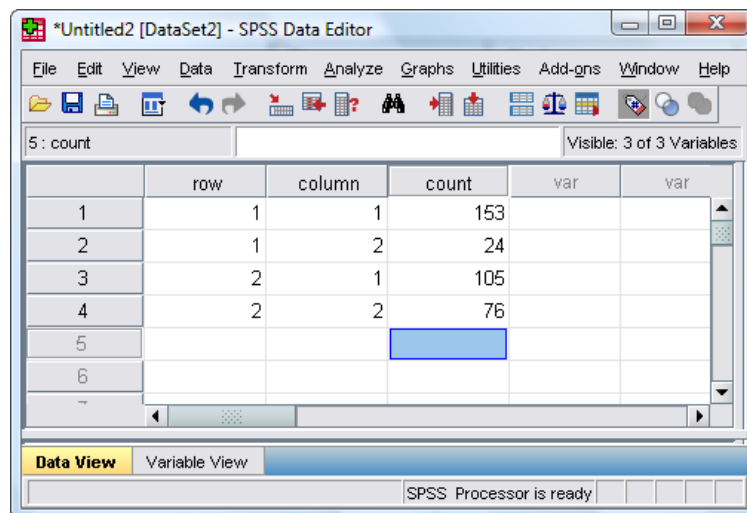 *Untitled2 [DataSet2] - SPSS Data Editor
File Edit View Data Transform Analyze Graphs Utilities Add-ons Window Help
5 : count Visible: 3 of 3 Variables
row column count var var
1 1 1 153
2 1 2 24
3 2 1 105
4 2 2 76
5
6
Data View Variable View
SPSS Processor is ready